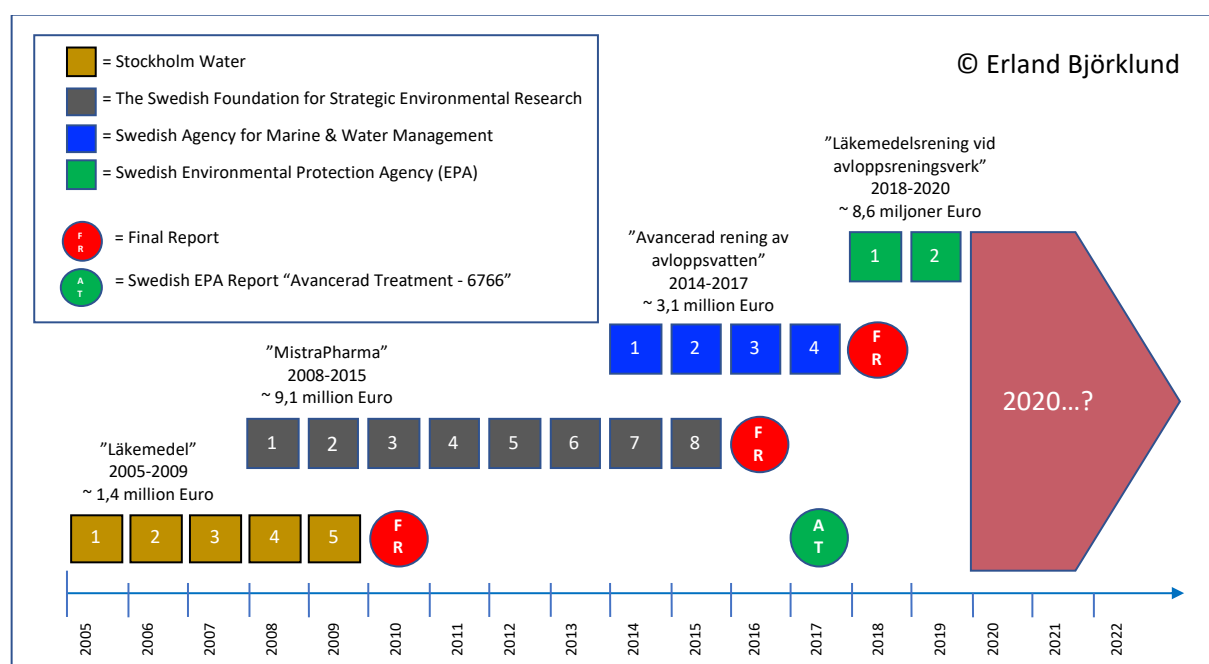 © Erland Björklund
= Stockholm Water
= The Swedish Foundation for Strategic Environmental Research
= Swedish Agency for Marine & Water Management
= Swedish Environmental Protection Agency (EPA)
F
R
= Final Report
A
T
= Swedish EPA Report “Avancerad Treatment - 6766”
”Läkemedelsrening vid
avloppsreningsverk”
2018-2020
~ 8,6 miljoner Euro
1 2
”Avancerad rening av
avloppsvatten”
2014-2017
~ 3,1 million Euro
1 2 3 4
F
R
”MistraPharma”
2008-2015
~ 9,1 million Euro
1 2 3 4 5 6 7 8
F
R
”Läkemedel”
2005-2009
~ 1,4 million Euro
1 2 3 4 5
F
R
A
T
2020...?
2005 2006 2007 2008 2009 2010 2011 2012 2013 2014 2015 2016 2017 2018 2019 2020 2021 2022